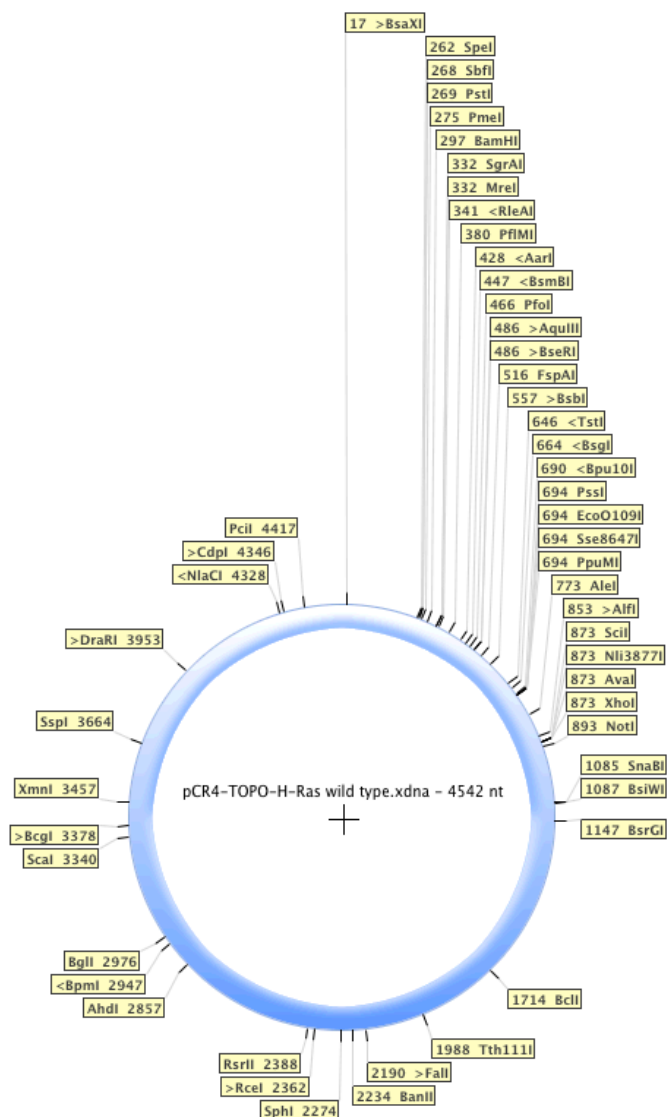 17 >BsaXI
262 SpeI
268 SbfI
269 PstI
275 PmeI
297 BamHI
332 SgrAI
332 MreI
341 <RleAI
380 PflMI
428 <AarI
447 <BsmBI
466 PfoI
486 >AquIII
486 >BseRI
516 FspAI
557 >BsbI
646 <TstI
664 <BsgI
690 <Bpu10I
694 PssI
694 EcoO109I
694 Sse8647I
694 PpuMI
773 AleI
853 >AlfI
873 SciI
873 Nli3877I
873 AvaI
873 XhoI
893 NotI
1085 SnaBI
1087 BsiWI
1147 BsrGI
1714 BclI
1988 Tth111I
2190 >FalI
2234 BanII
SphI 2274
>RceI 2362
RsrII 2388
AhdI 2857
<BpmI 2947
BglI 2976
ScaI 3340
>BcgI 3378
XmnI 3457
SspI 3664
>DraRI 3953
<NlaCI 4328
>CdpI 4346
PciI 4417
pCR4-TOPO-H-Ras wild type.xdna - 4542 nt